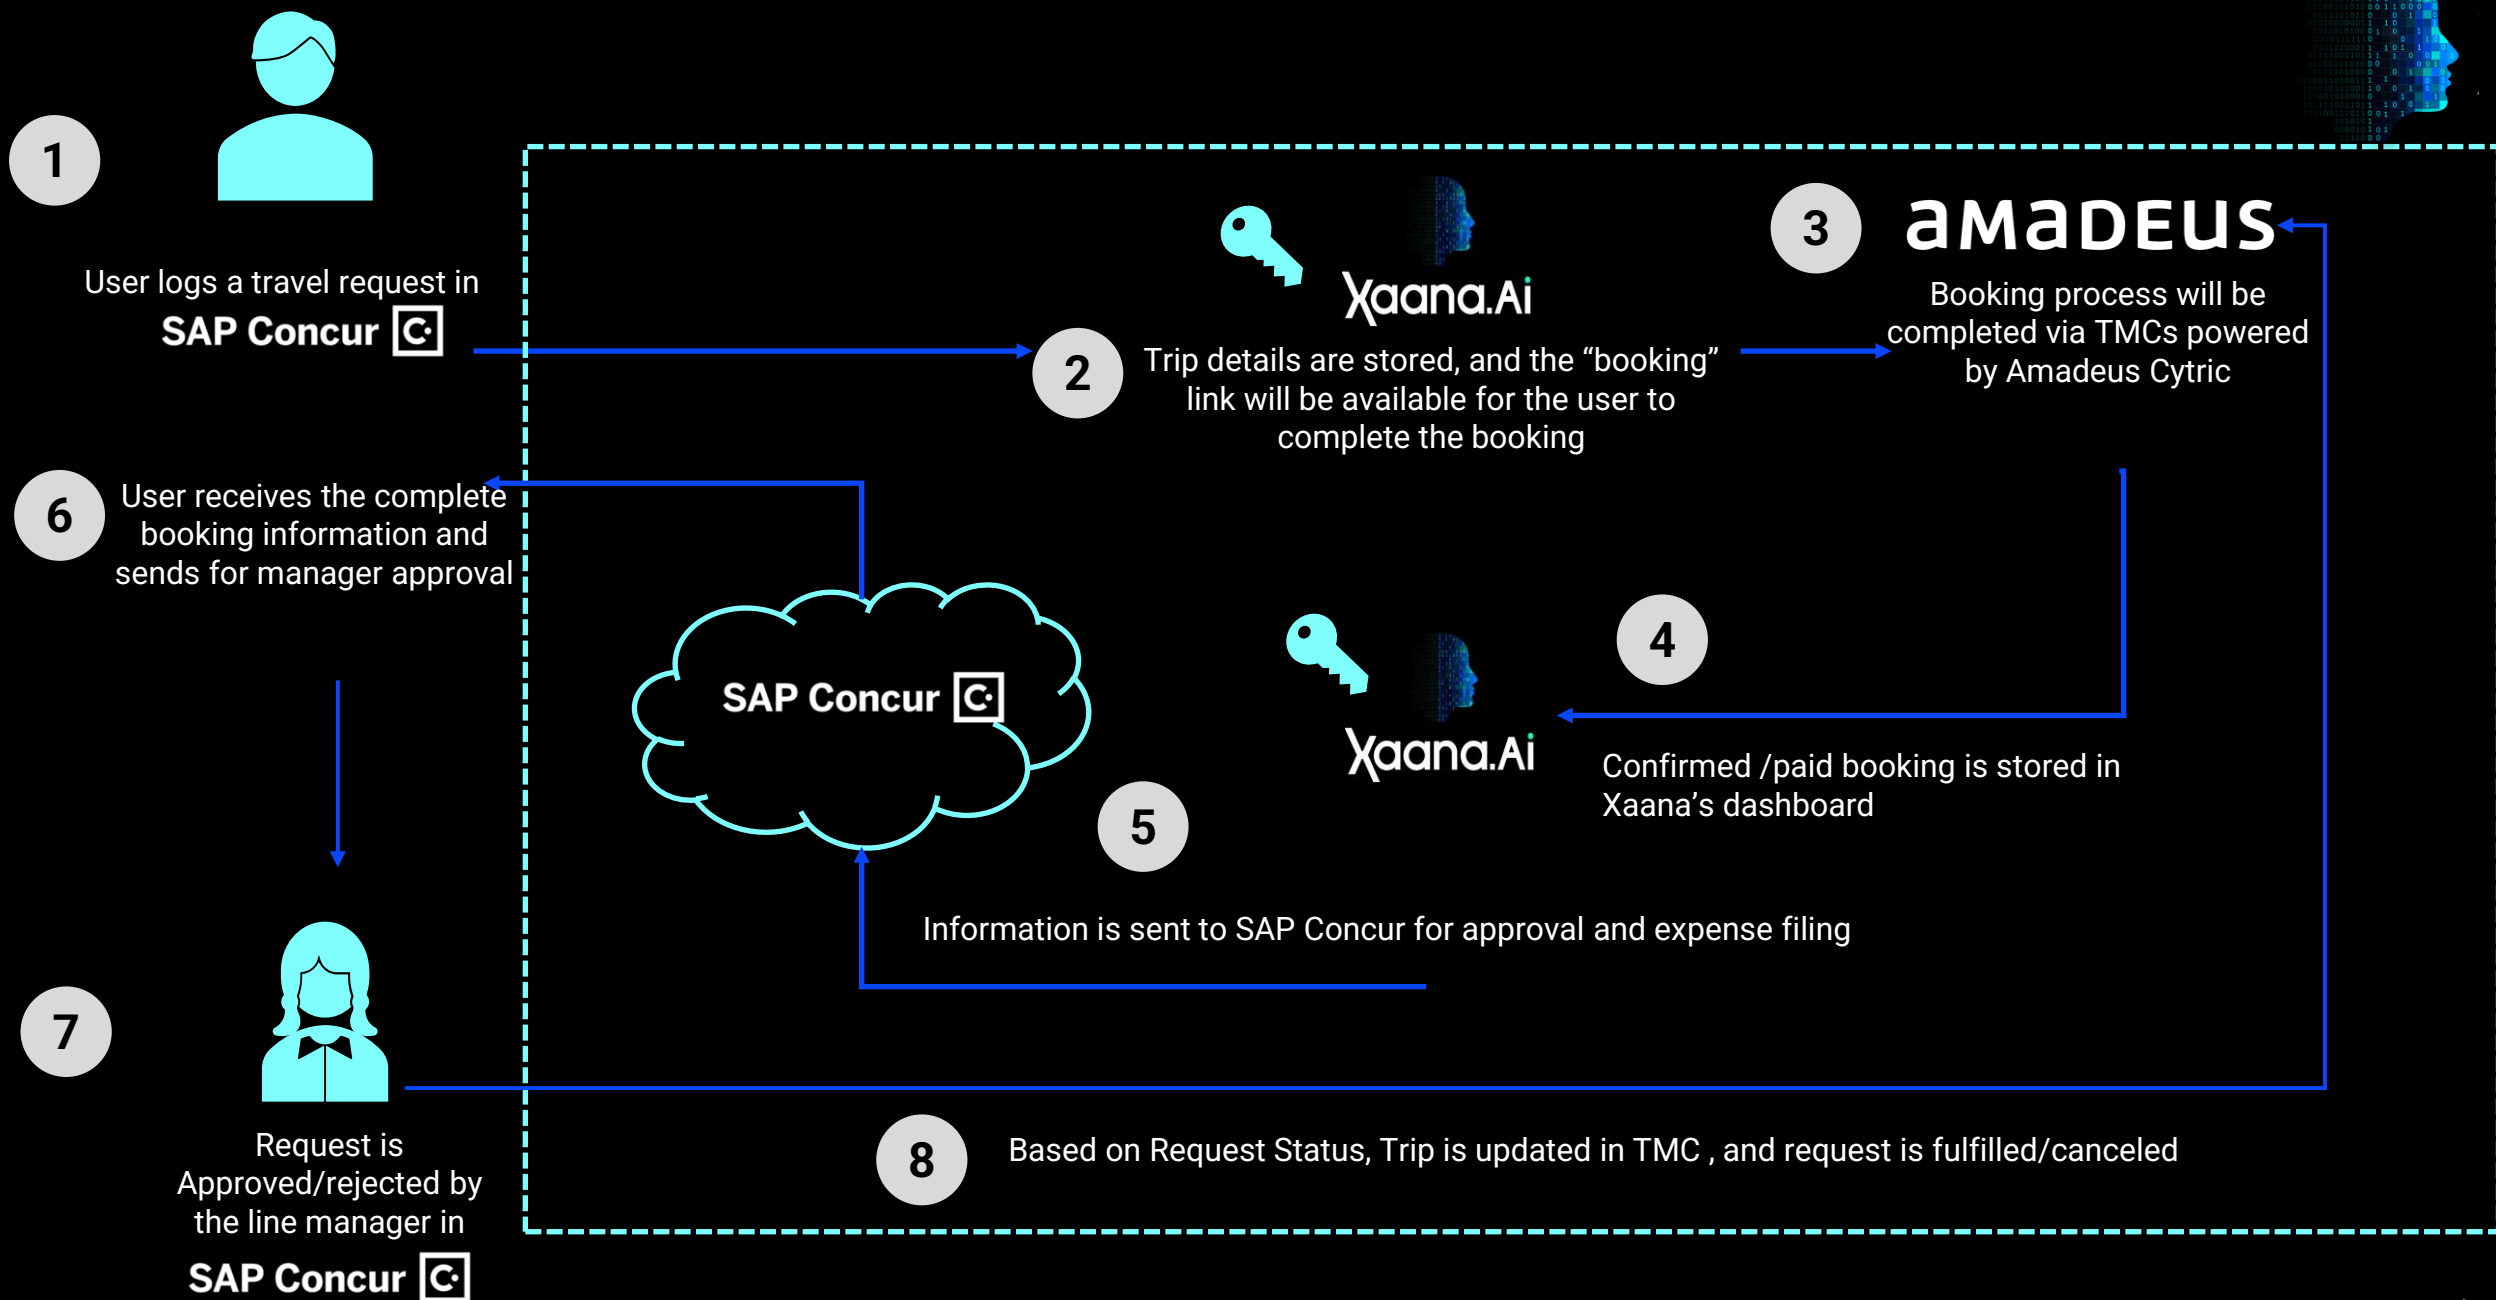 1
User logs a travel request in
SAP Concur C.
2
Xaana.Ai
Trip details are stored, and the “booking”
link will be available for the user to
complete the booking
3
amaDEUS
Booking process will be
completed via TMCs powered
by Amadeus Cytric
6
User receives the complete
booking information and
sends for manager approval
SAP Concur C.
Xaana.Ai
4
Confirmed /paid booking is stored in
Xaana’s dashboard
5
Information is sent to SAP Concur for approval and expense filing
7
Request is
Approved/rejected by
the line manager in
SAP Concur C.
8
Based on Request Status, Trip is updated in TMC , and request is fulfilled/canceled